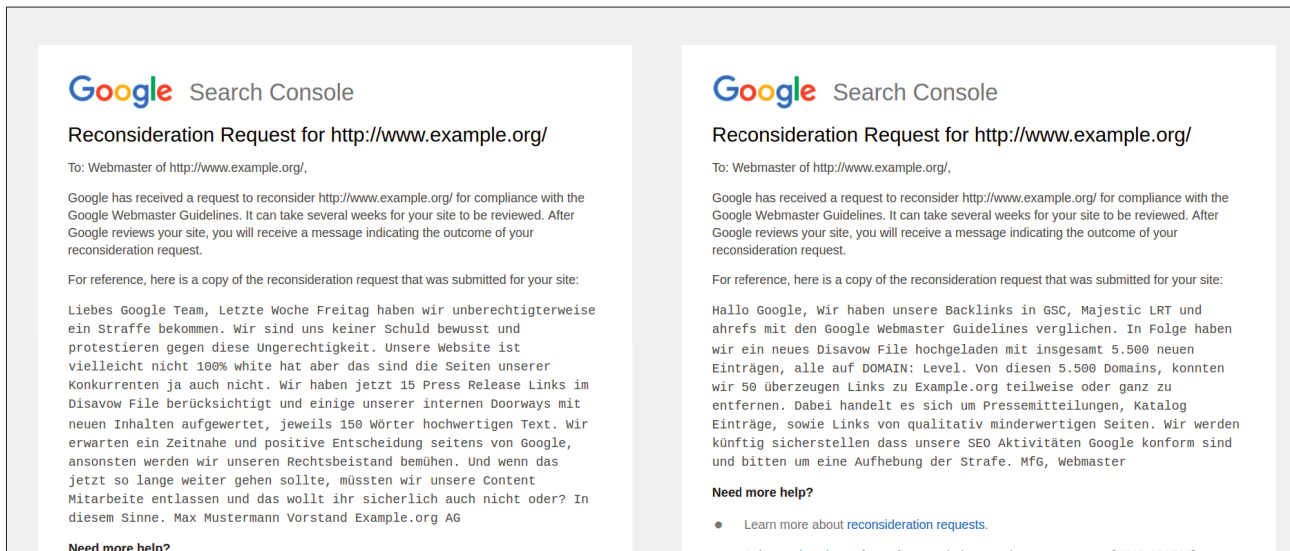 Google Search Console
Reconsideration Request for http://www.example.org/
To: Webmaster of http://www.example.org/,
Google has received a request to reconsider http://www.example.org/ for compliance with the
Google Webmaster Guidelines. It can take several weeks for your site to be reviewed. After
Google reviews your site, you will receive a message indicating the outcome of your
reconsideration request.
For reference, here is a copy of the reconsideration request that was submitted for your site:
Liebes Google Team, Letzte Woche Freitag haben wir unberechtigterweise
ein Straffe bekommen. Wir sind uns keiner Schuld bewusst und
protestieren gegen diese Ungerechtigkeit. Unsere Website ist
vielleicht nicht 100% white hat aber das sind die Seiten unserer
Konkurrenten ja auch nicht. Wir haben jetzt 15 Press Release Links im
Disavow File berücksichtigt und einige unserer internen Doorways mit
neuen Inhalten aufgewertet, jeweils 150 Wörter hochwertigen Text. Wir
erwarten ein Zeitnahe und positive Entscheidung seitens von Google,
ansonsten werden wir unseren Rechtsbeistand bemühen. Und wenn das
jetzt so lange weiter gehen sollte, müssten wir unsere Content
Mitarbeite entlassen und das wollt ihr sicherlich auch nicht oder? In
diesem Sinne. Max Mustermann Vorstand Example.org AG
Need more help?
Google Search Console
Reconsideration Request for http://www.example.org/
To: Webmaster of http://www.example.org/,
Google has received a request to reconsider http://www.example.org/ for compliance with the
Google Webmaster Guidelines. It can take several weeks for your site to be reviewed. After
Google reviews your site, you will receive a message indicating the outcome of your
reconsideration request.
For reference, here is a copy of the reconsideration request that was submitted for your site:
Hallo Google, Wir haben unsere Backlinks in GSC, Majestic LRT und
ahrefs mit den Google Webmaster Guidelines verglichen. In Folge haben
wir ein neues Disavow File hochgeladen mit insgesamt 5.500 neuen
Einträgen, alle auf DOMAIN: Level. Von diesen 5.500 Domains, konnten
wir 50 überzeugen Links zu Example.org teilweise oder ganz zu
entfernen. Dabei handelt es sich um Pressemitteilungen, Katalog
Einträge, sowie Links von qualitativ minderwertigen Seiten. Wir werden
künftig sicherstellen dass unsere SEO Aktivitäten Google konform sind
und bitten um eine Aufhebung der Strafe. MfG, Webmaster
Need more help?
Learn more about reconsideration requests.